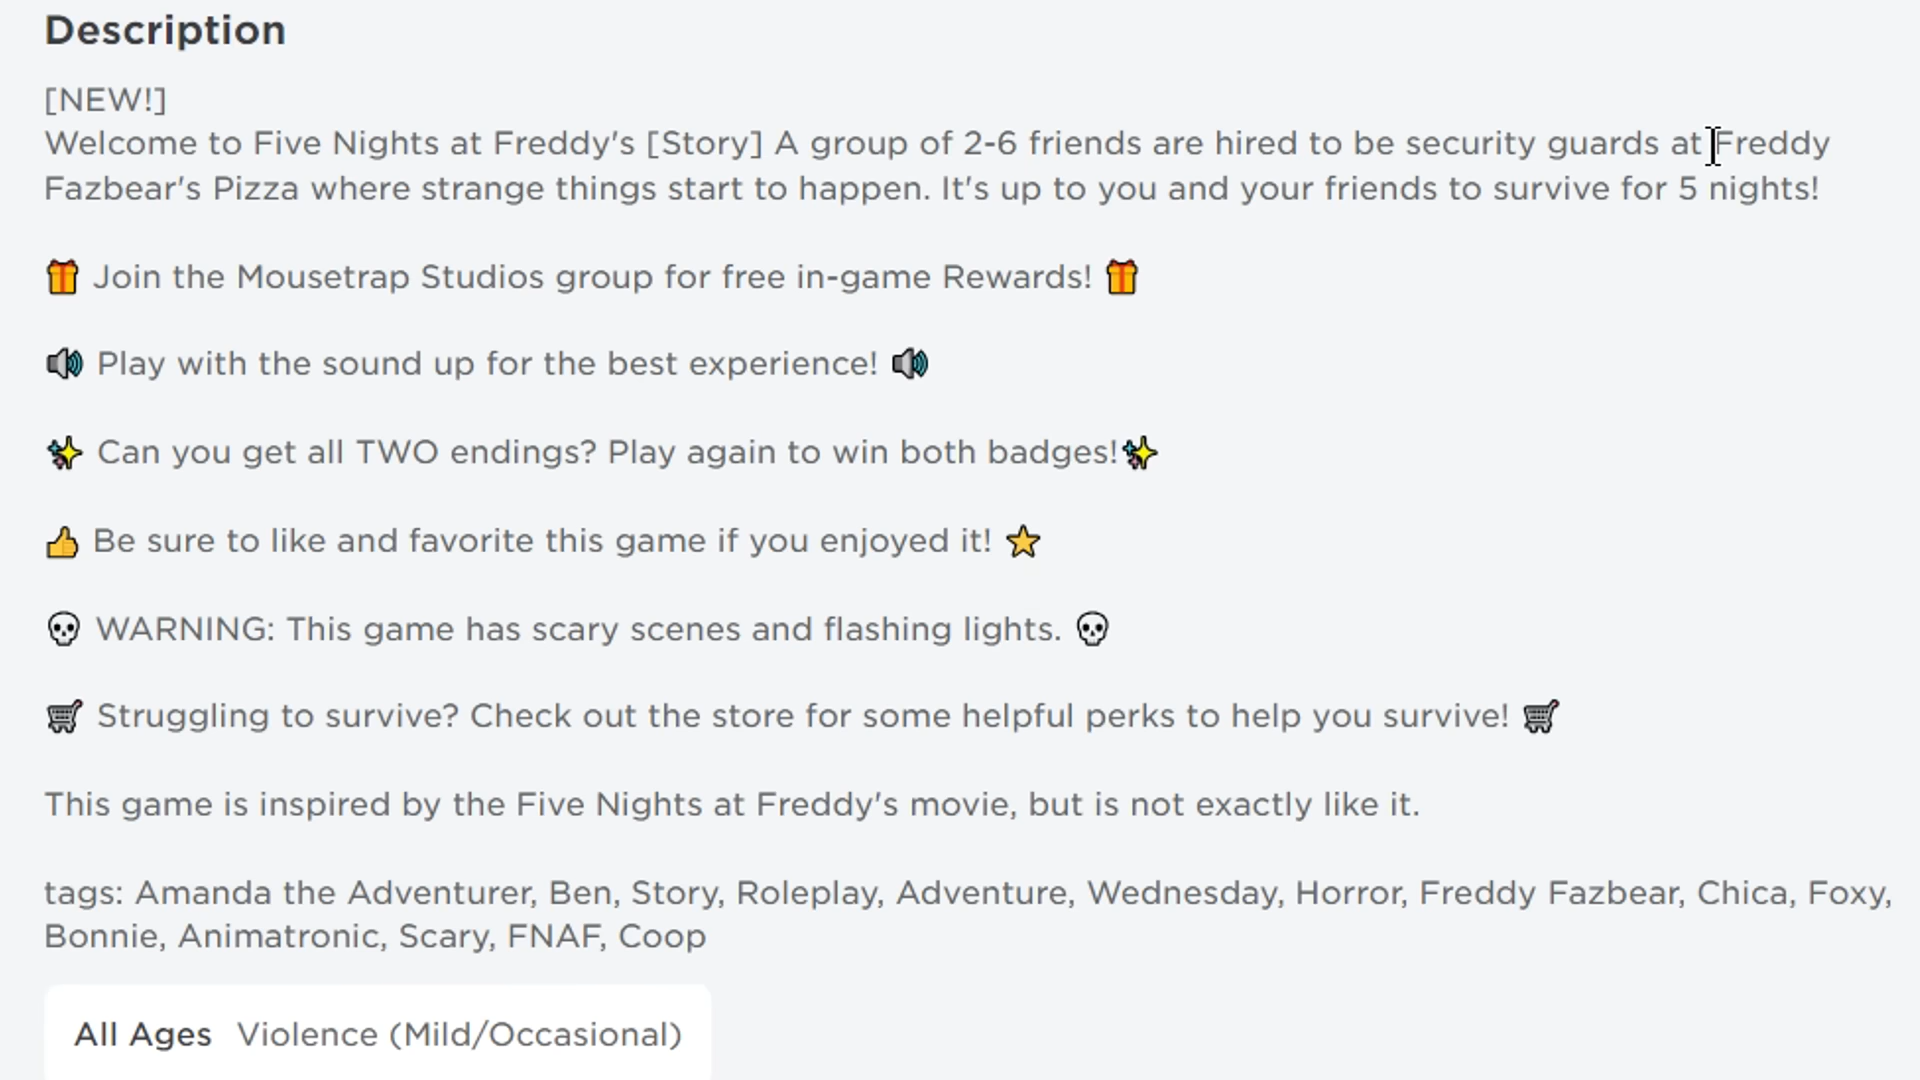 Description
[NEW!]
Welcome to Five Nights at Freddy's [Story] A group of 2-6 friends are hired to be security guards at Freddy
Fazbear's Pizza where strange things start to happen. It's up to you and your friends to survive for 5 nights!
🎁 Join the Mousetrap Studios group for free in-game Rewards! 🎁
🔊 Play with the sound up for the best experience! 🔊
✨ Can you get all TWO endings? Play again to win both badges!✨
👍 Be sure to like and favorite this game if you enjoyed it! ⭐
💀 WARNING: This game has scary scenes and flashing lights. 💀
🛒 Struggling to survive? Check out the store for some helpful perks to help you survive! 🛒
This game is inspired by the Five Nights at Freddy's movie, but is not exactly like it.
tags: Amanda the Adventurer, Ben, Story, Roleplay, Adventure, Wednesday, Horror, Freddy Fazbear, Chica, Foxy,
Bonnie, Animatronic, Scary, FNAF, Coop
All Ages Violence (Mild/Occasional)